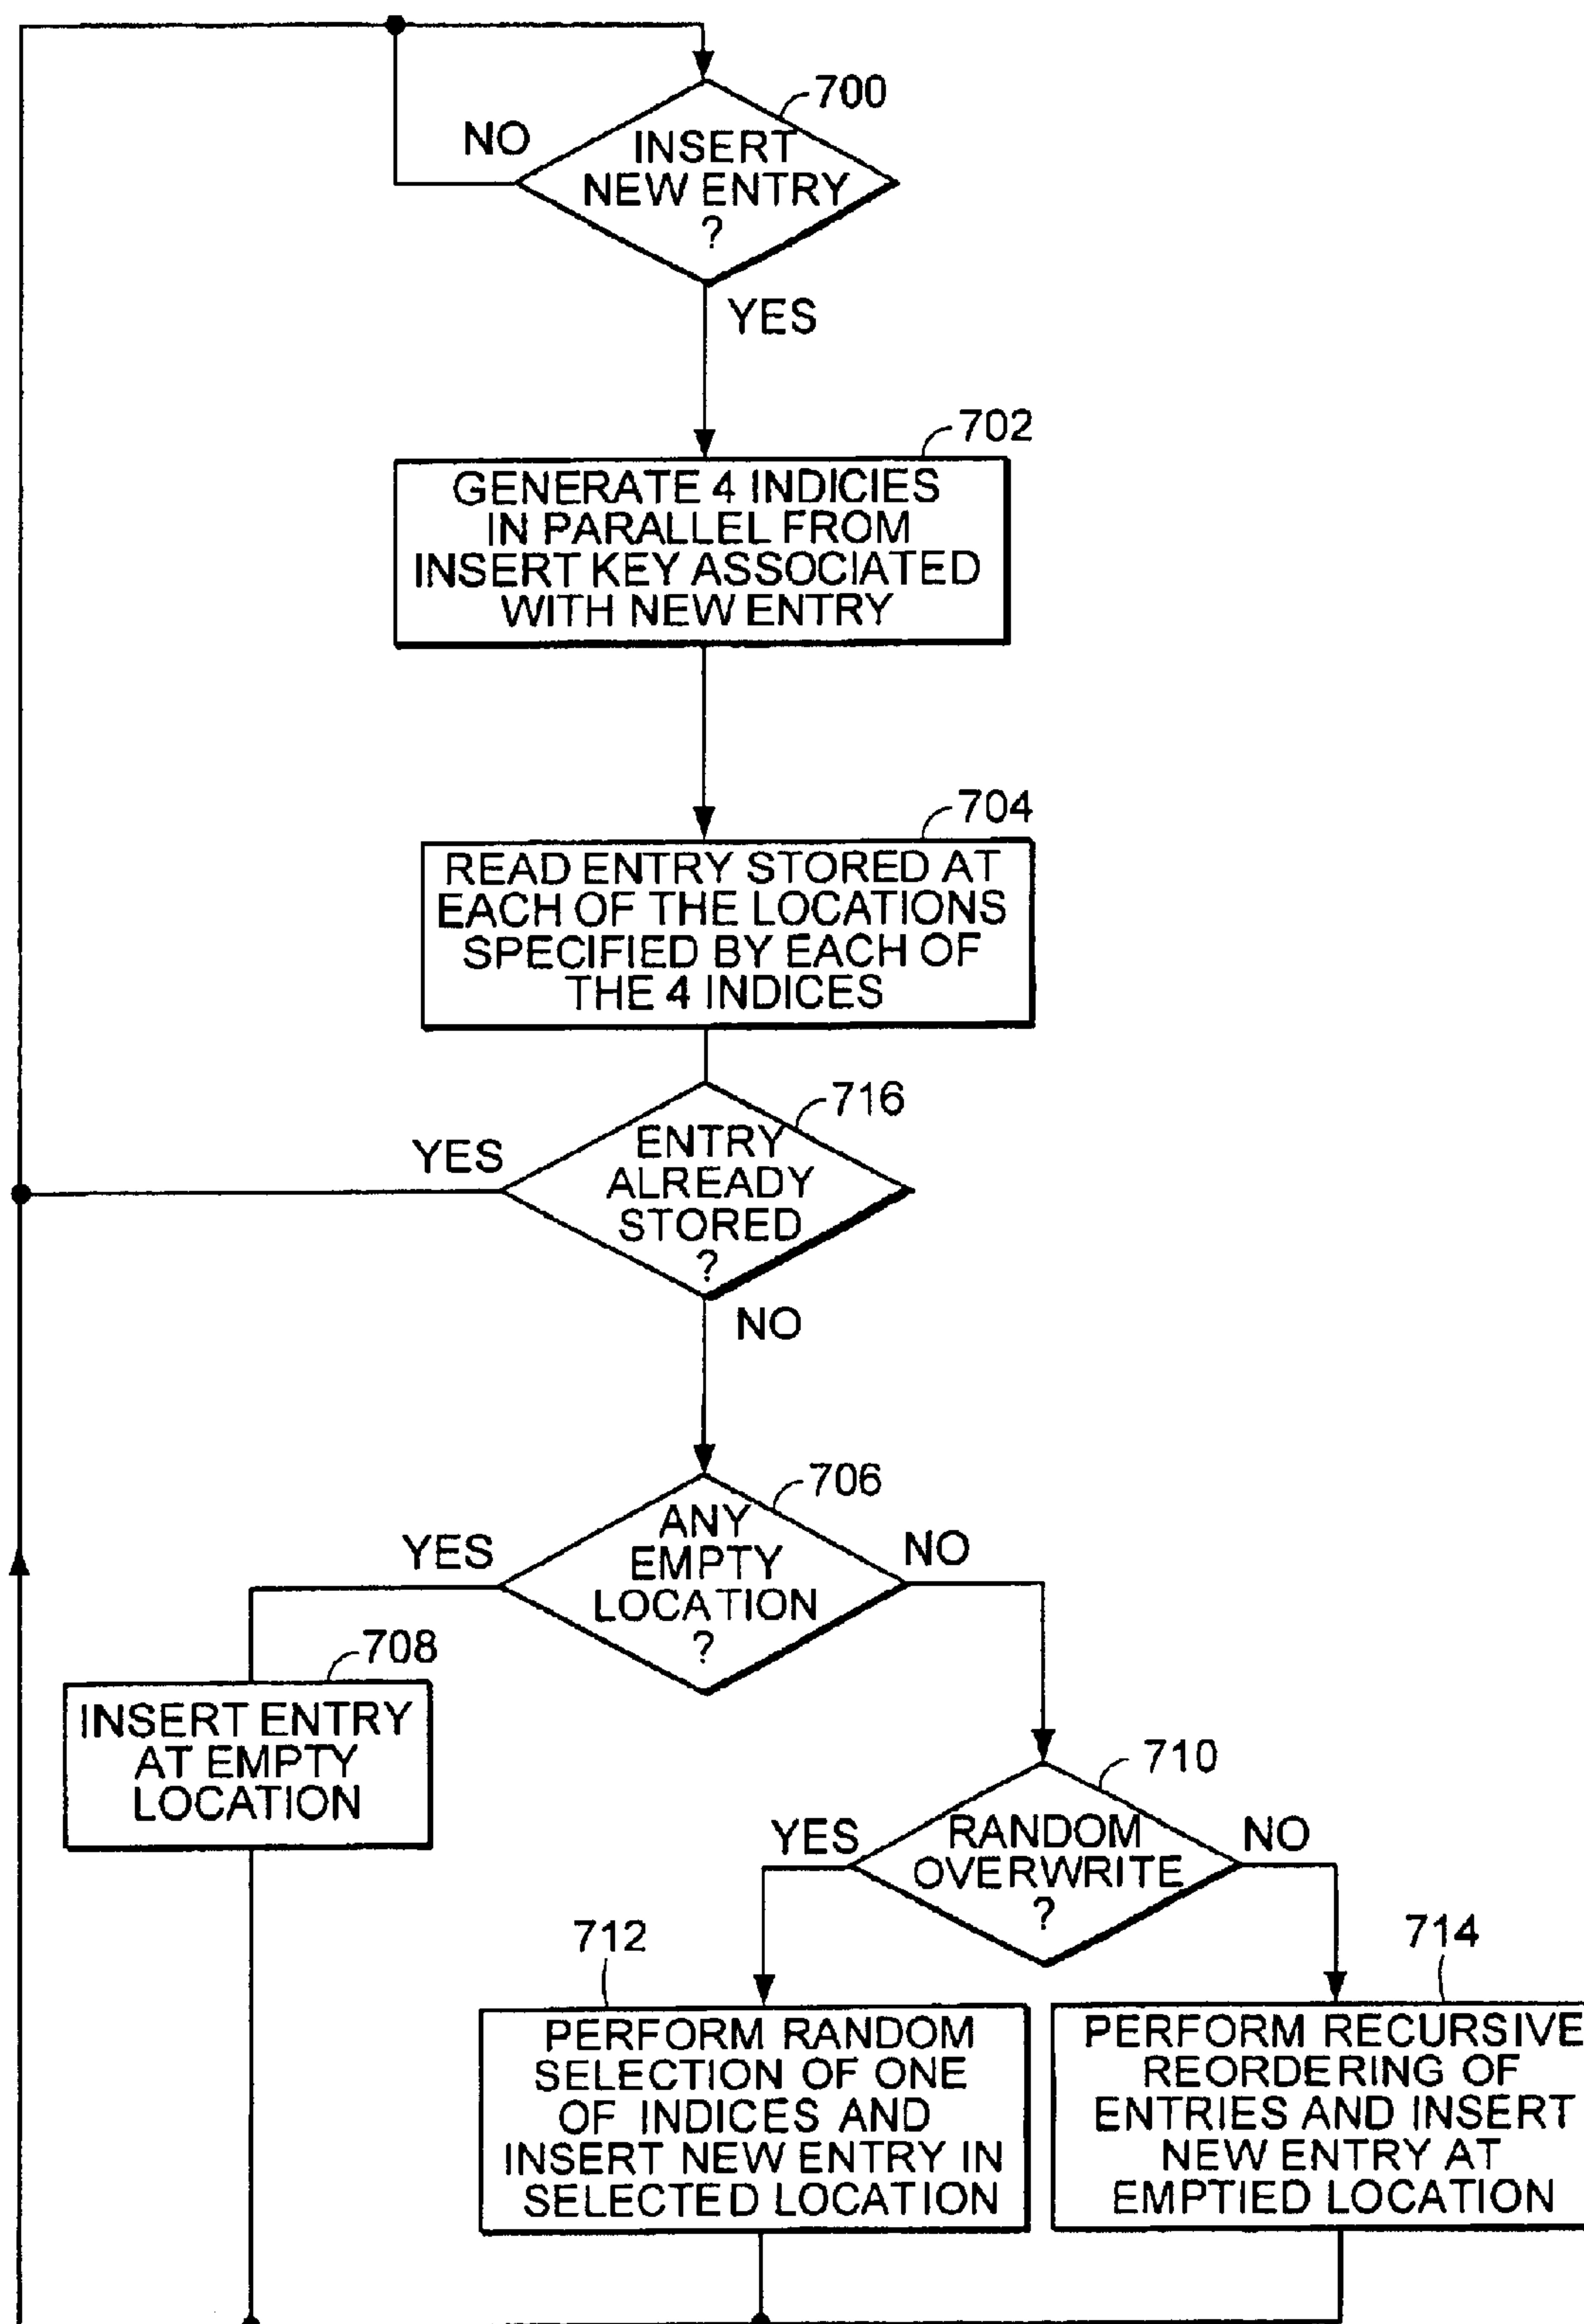 700
NO
INSERT
NEW ENTRY
?
YES
702
GENERATE 4 INDICIES
IN PARALLEL FROM
INSERT KEY ASSOCIATED
WITH NEW ENTRY
704
READ ENTRY STORED AT
EACH OF THE LOCATIONS
SPECIFIED BY EACH OF
THE 4 INDICES
716
YES
ENTRY
ALREADY
STORED
?
NO
706
YES
ANY
EMPTY
LOCATION
?
NO
708
INSERT ENTRY
AT EMPTY
LOCATION
710
YES
RANDOM
OVERWRITE
?
NO
712
PERFORM RANDOM
SELECTION OF ONE
OF INDICES AND
INSERT NEW ENTRY IN
SELECTED LOCATION
714
PERFORM RECURSIVE
REORDERING OF
ENTRIES AND INSERT
NEW ENTRY AT
EMPTIED LOCATION